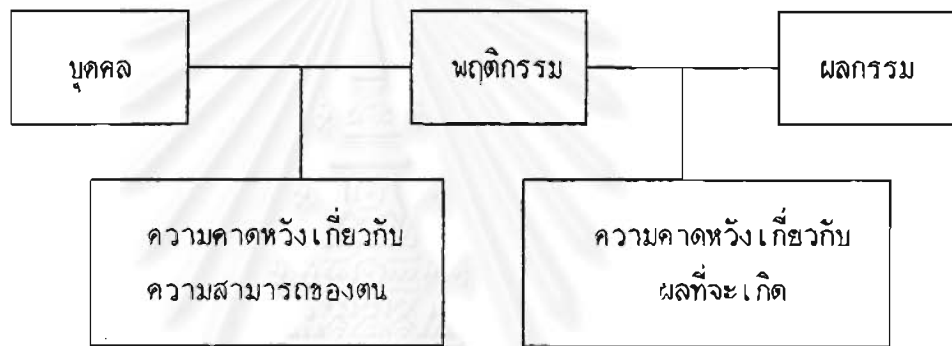 บุคคล
พฤติกรรม
ผลกรรม
ความคาดหวังเกี่ยวกับ
ความสามารถของตน
ความคาดหวังเกี่ยวกับ
ผลที่จะเกิด